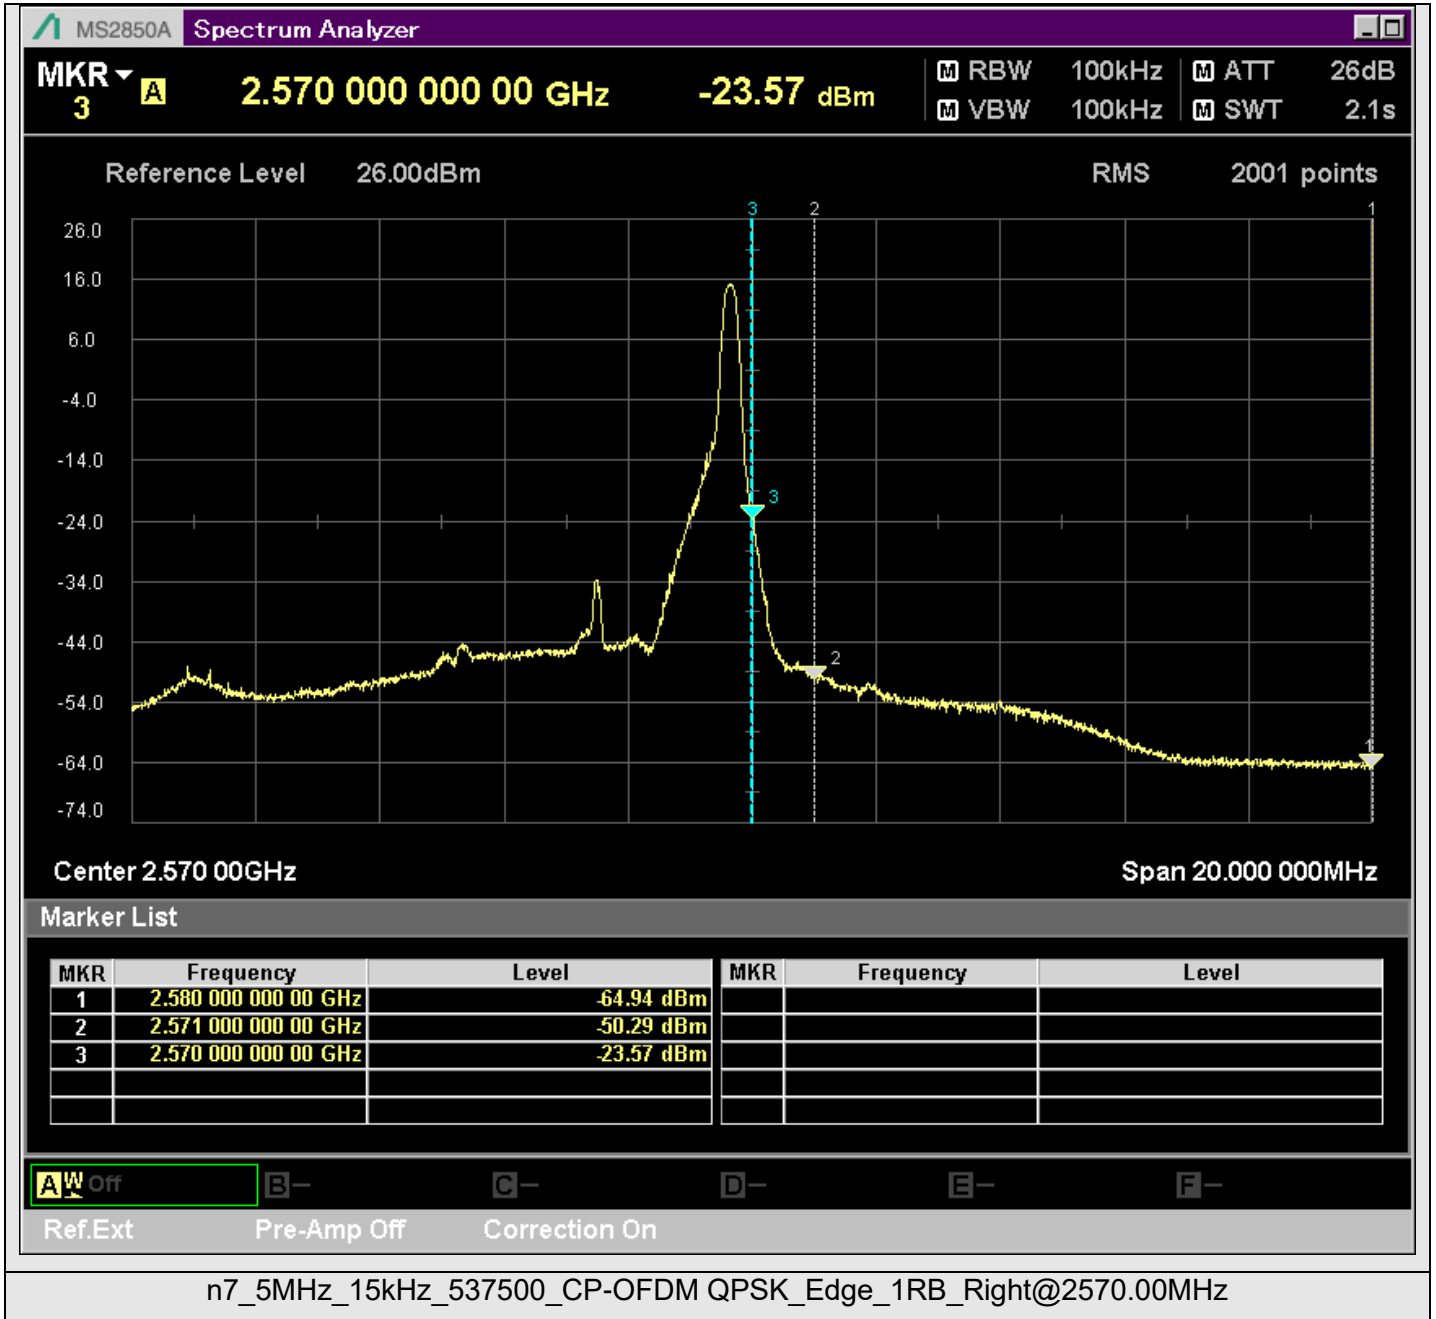 MS2850A Spectrum Analyzer
MKR A 2.570 000 000 00 GHz -23.57 dBm M RBW 100kHz M ATT 26dB
3 M VBW 100kHz M SWT 2.1s
Reference Level 26.00dBm RMS 2001 points
3 2 1
26.0
16.0
6.0
-4.0
-14.0
3
-24.0
-34.0
-44.0
2
-54.0
1
-64.0
-74.0
Center 2.570 00GHz Span 20.000 000MHz
Marker List
MKR Frequency Level MKR Frequency Level
1 2.580 000 000 00 GHz -64.94 dBm
2 2.571 000 000 00 GHz -50.29 dBm
3 2.570 000 000 00 GHz -23.57 dBm
A W Off B– C– D– E– F–
Ref.Ext Pre-Amp Off Correction On
n7_5MHz_15kHz_537500_CP-OFDM QPSK_Edge_1RB_Right@2570.00MHz